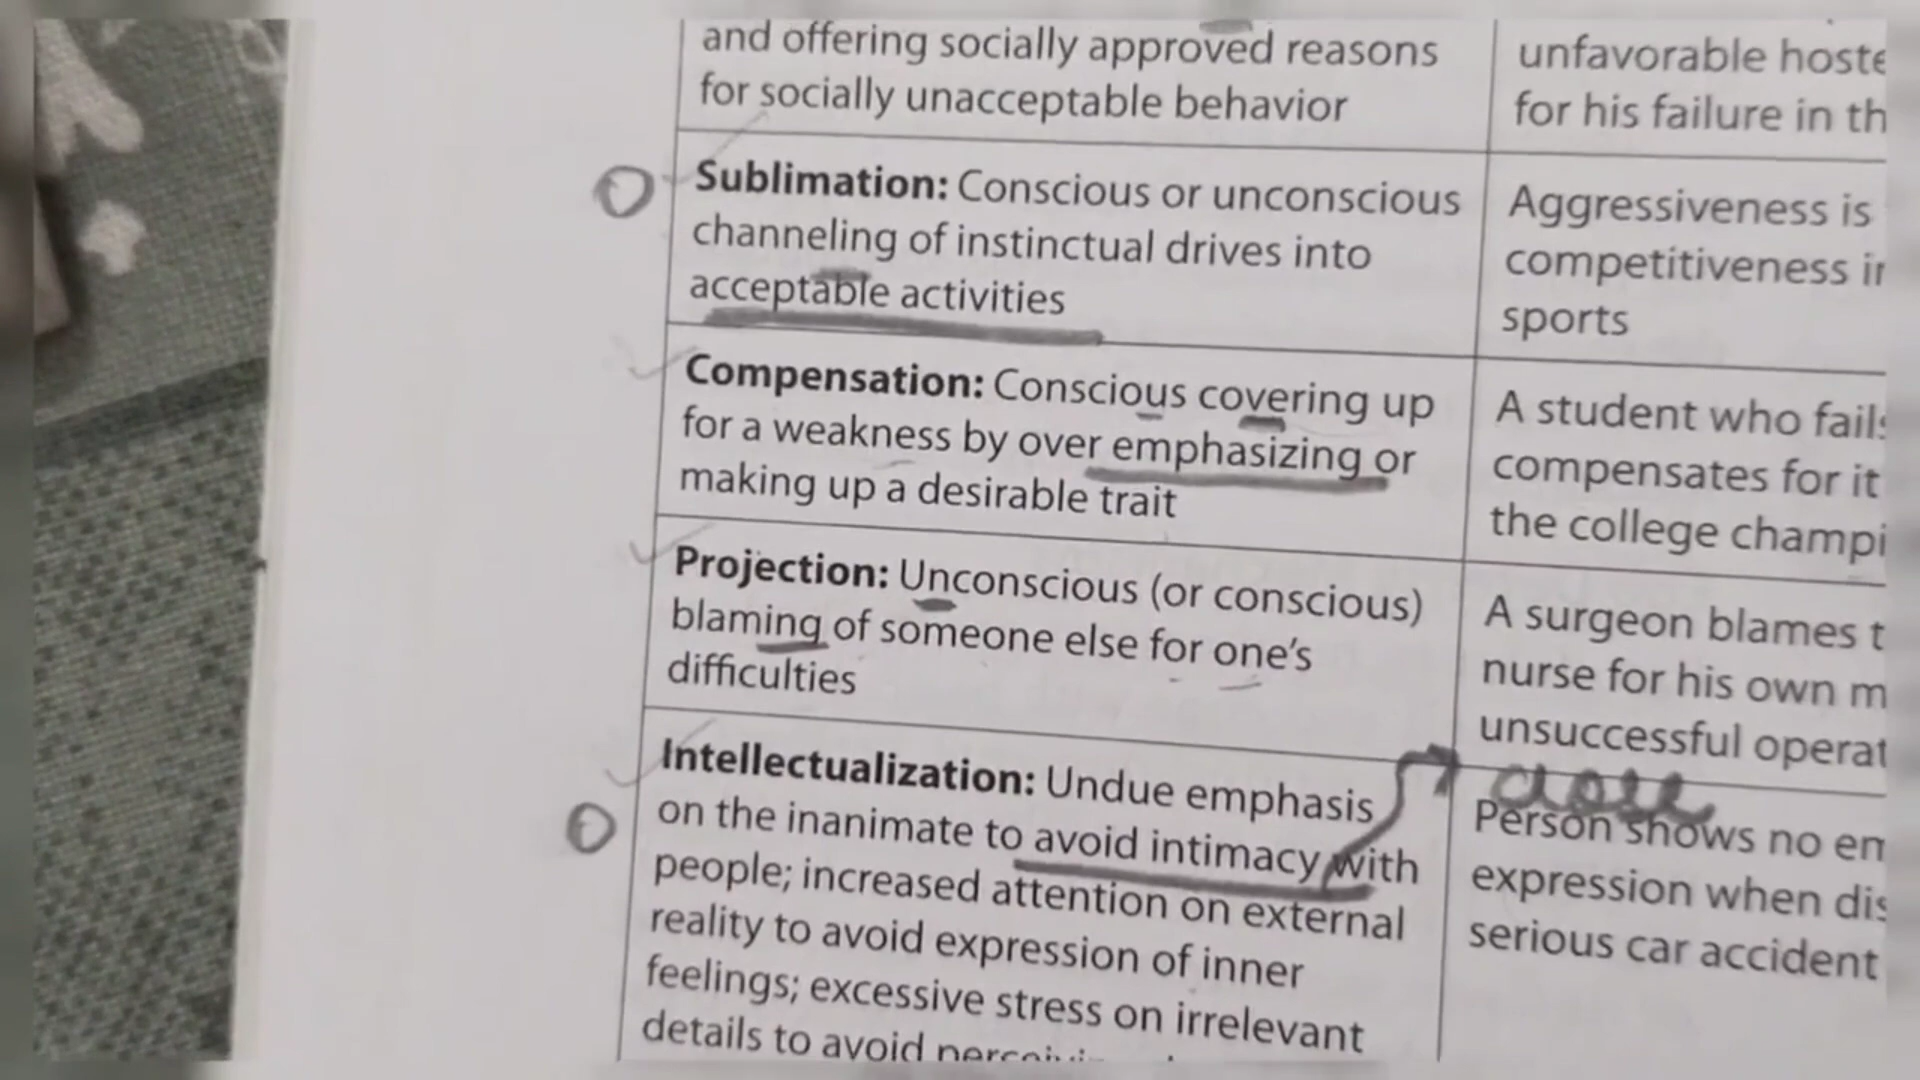 and offering socially approved reasons
for socially unacceptable behavior
unfavorable hoste
for his failure in th
Sublimation: Conscious or unconscious
channeling of instinctual drives into
acceptable activities
Aggressiveness is
competitiveness in
sports
Compensation: Conscious covering up
for a weakness by over emphasizing or
making up a desirable trait
A student who fails
compensates for it
the college champi
Projection: Unconscious (or conscious)
blaming of someone else for one's
difficulties
A surgeon blames t
nurse for his own m
unsuccessful operat
Intellectualization: Undue emphasis
on the inanimate to avoid intimacy with
people; increased attention on external
reality to avoid expression of inner
feelings; excessive stress on irrelevant
details to avoid
close
Person shows no em
expression when dis
serious car accident